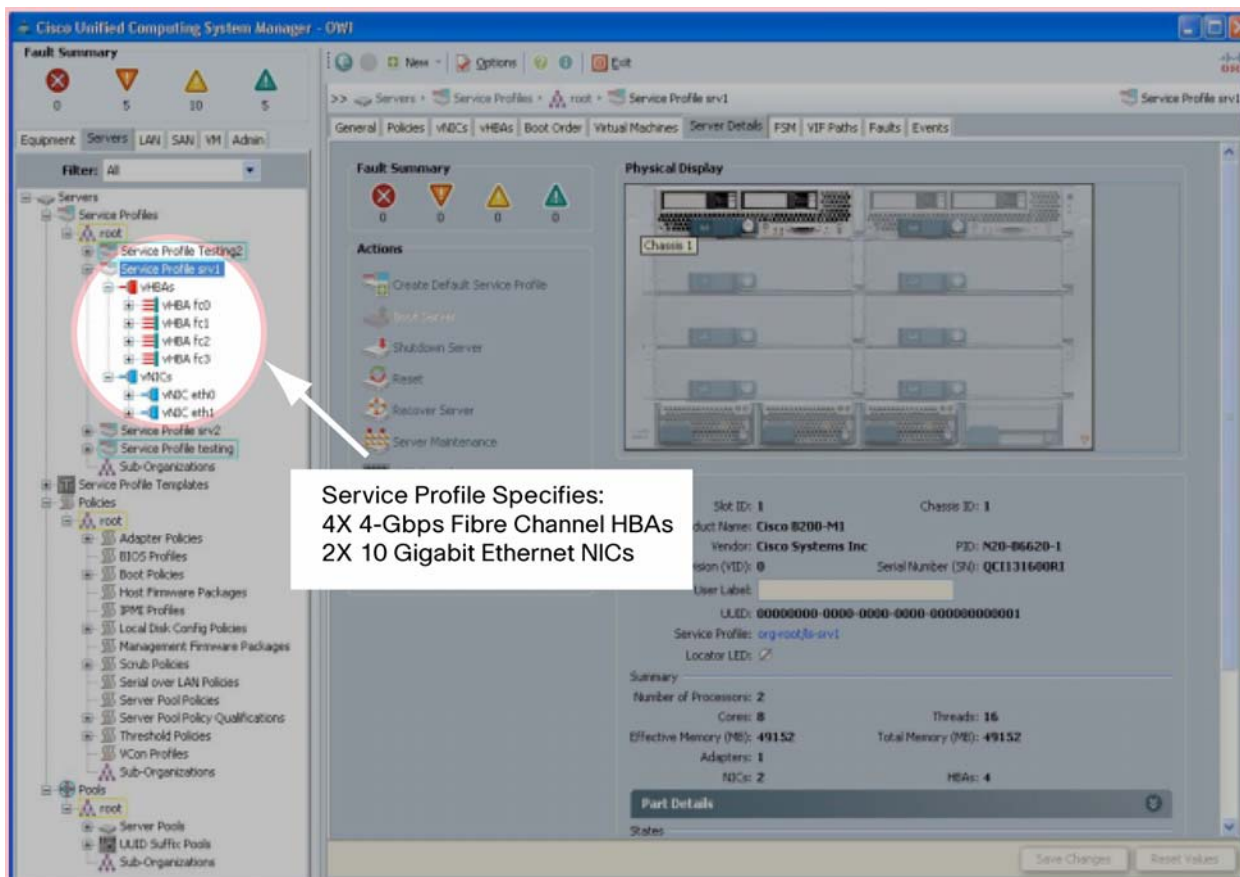 Cisco Unified Computing System Manager - OWI
Fault Summary
0 5 10 5
Equipment Servers LAN SAN VM Admin
Filter: All
Servers
Service Profiles
root
Service Profile Testing2
Service Profile srv1
vHBAs
vHBA fc0
vHBA fc1
vHBA fc2
vHBA fc3
vNICs
vNIC eth0
vNIC eth1
Service Profile srv2
Service Profile testing
Sub-Organizations
Service Profile Templates
Policies
root
Adapter Policies
BIOS Profiles
Boot Policies
Host Firmware Packages
IPMI Profiles
Local Disk Config Policies
Management Firmware Packages
Scrub Policies
Serial over LAN Policies
Server Pool Policies
Server Pool Policy Qualifications
Threshold Policies
VCon Profiles
Sub-Organizations
Pools
root
Server Pools
UUID Suffix Pools
Sub-Organizations
New Options Exit
>> Servers Service Profiles root Service Profile srv1 Service Profile srv1
General Policies vNICs vHBAs Boot Order Virtual Machines Server Details FSM VIF Paths Faults Events
Fault Summary
0 0 0 0
Actions
Create Default Service Profile
Boot Server
Shutdown Server
Reset
Recover Server
Server Maintenance
Physical Display
Chassis 1
Service Profile Specifies:
4X 4-Gbps Fibre Channel HBAs
2X 10 Gigabit Ethernet NICs
Slot ID: 1 Chassis ID: 1
Name: Cisco B200-M1
Vendor: Cisco Systems Inc PID: N20-B6620-1
(VID): 0 Serial Number (SN): QCI131600RI
User Label:
UUID: 00000000-0000-0000-0000-000000000001
Service Profile: org-root/ls-srv1
Locator LED:
Summary
Number of Processors: 2
Cores: 8 Threads: 16
Effective Memory (MB): 49152 Total Memory (MB): 49152
Adapters: 1
NICs: 2 HBAs: 4
Part Details
States
Save Changes Reset Values